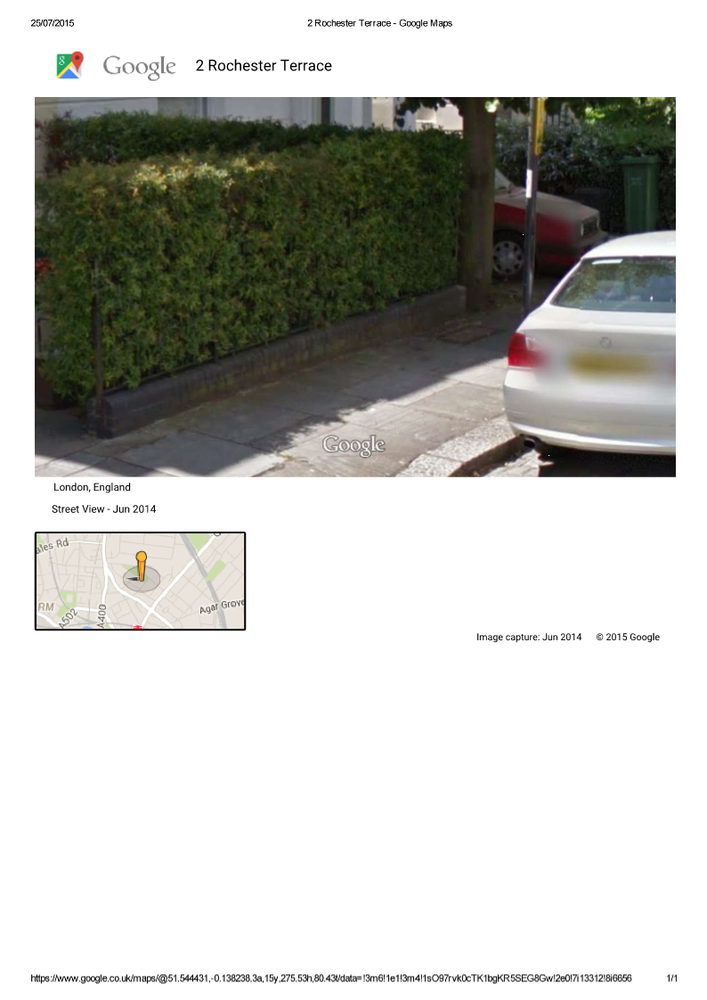 25/07/2015 2 Rochester Terrace - Google Maps
Google 2 Rochester Terrace
Google
London, England
Street View - Jun 2014
ales Rd
RM
A502
A400
Agar Grove
Image capture: Jun 2014 © 2015 Google
https://www.google.co.uk/maps/@51.544431,-0.138238,3a,15y,275.53h,80.43t/data=!3m6!1e1!3m4!1sO97rvk0cTK1bgKR5SEG8Gw!2e0!7i13312!8i6656 1/1